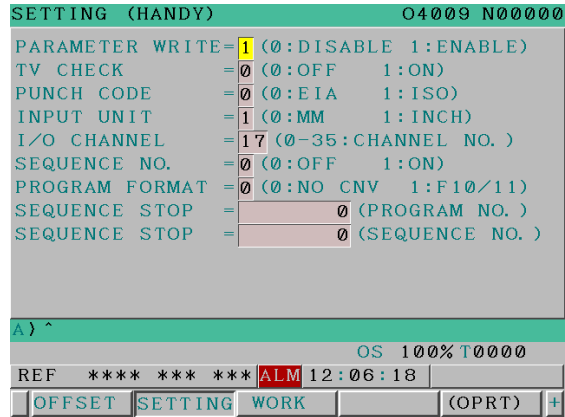 SETTING (HANDY) O4009 N00000
PARAMETER WRITE=1 (0:DISABLE 1:ENABLE)
TV CHECK =0 (0:OFF 1:ON)
PUNCH CODE =0 (0:EIA 1:ISO)
INPUT UNIT =1 (0:MM 1:INCH)
I/O CHANNEL =17 (0-35:CHANNEL NO.)
SEQUENCE NO. =0 (0:OFF 1:ON)
PROGRAM FORMAT =0 (0:NO CNV 1:F10/11)
SEQUENCE STOP = 0 (PROGRAM NO.)
SEQUENCE STOP = 0 (SEQUENCE NO.)
A) ^
OS 100% T0000
REF **** *** *** ALM 12:06:18
OFFSET SETTING WORK (OPRT) +